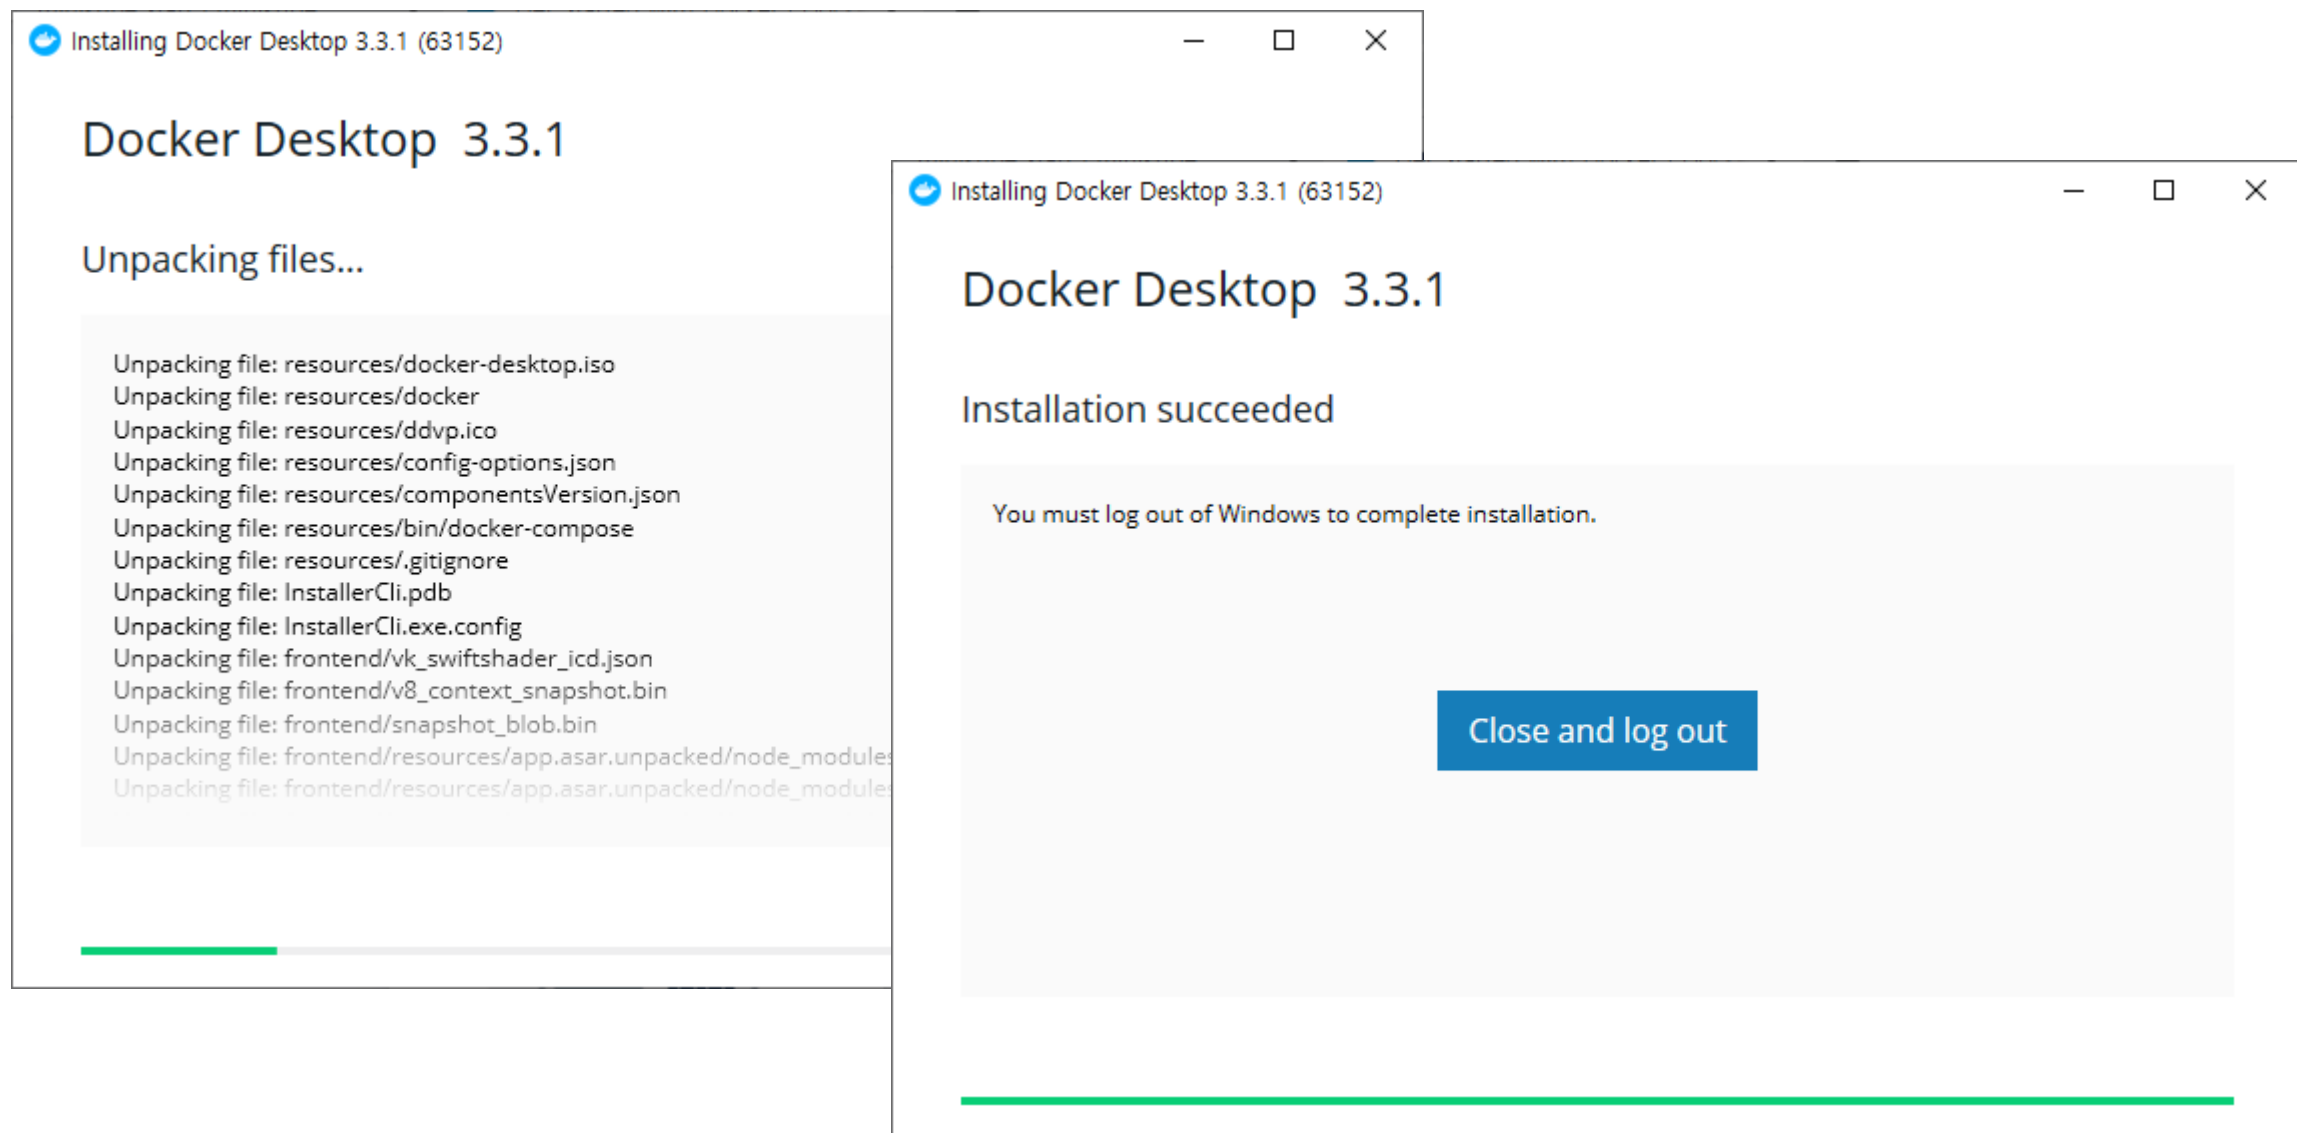 Installing Docker Desktop 3.3.1 (63152)
Docker Desktop 3.3.1
Unpacking files...
Unpacking file: resources/docker-desktop.iso
Unpacking file: resources/docker
Unpacking file: resources/ddvp.ico
Unpacking file: resources/config-options.json
Unpacking file: resources/componentsVersion.json
Unpacking file: resources/bin/docker-compose
Unpacking file: resources/.gitignore
Unpacking file: InstallerCli.pdb
Unpacking file: InstallerCli.exe.config
Unpacking file: frontend/vk_swiftshader_icd.json
Unpacking file: frontend/v8_context_snapshot.bin
Unpacking file: frontend/snapshot_blob.bin
Unpacking file: frontend/resources/app.asar.unpacked/node_modules
Unpacking file: frontend/resources/app.asar.unpacked/node_modules
Installing Docker Desktop 3.3.1 (63152)
Docker Desktop 3.3.1
Installation succeeded
You must log out of Windows to complete installation.
Close and log out